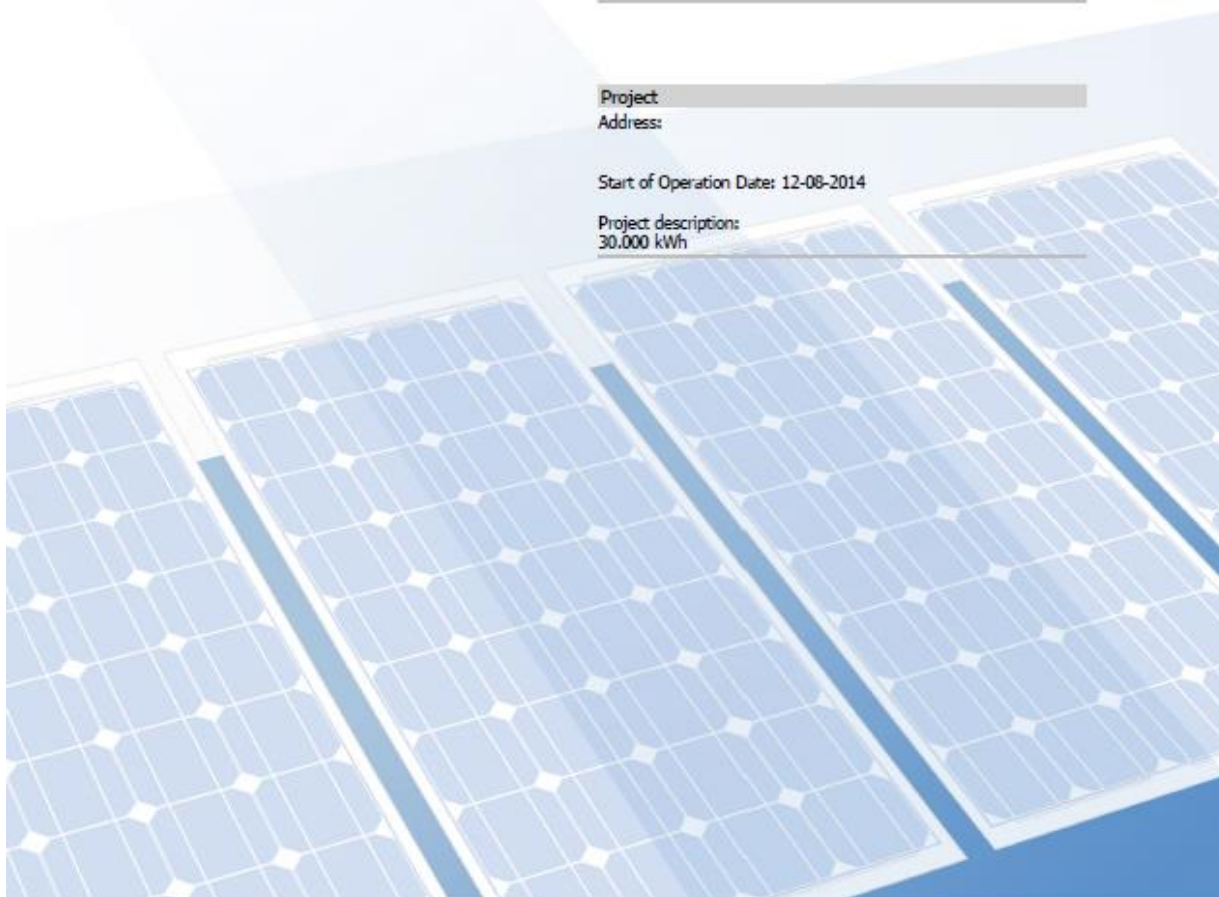 Project
Address:
Start of Operation Date: 12-08-2014
Project description:
30.000 kWh